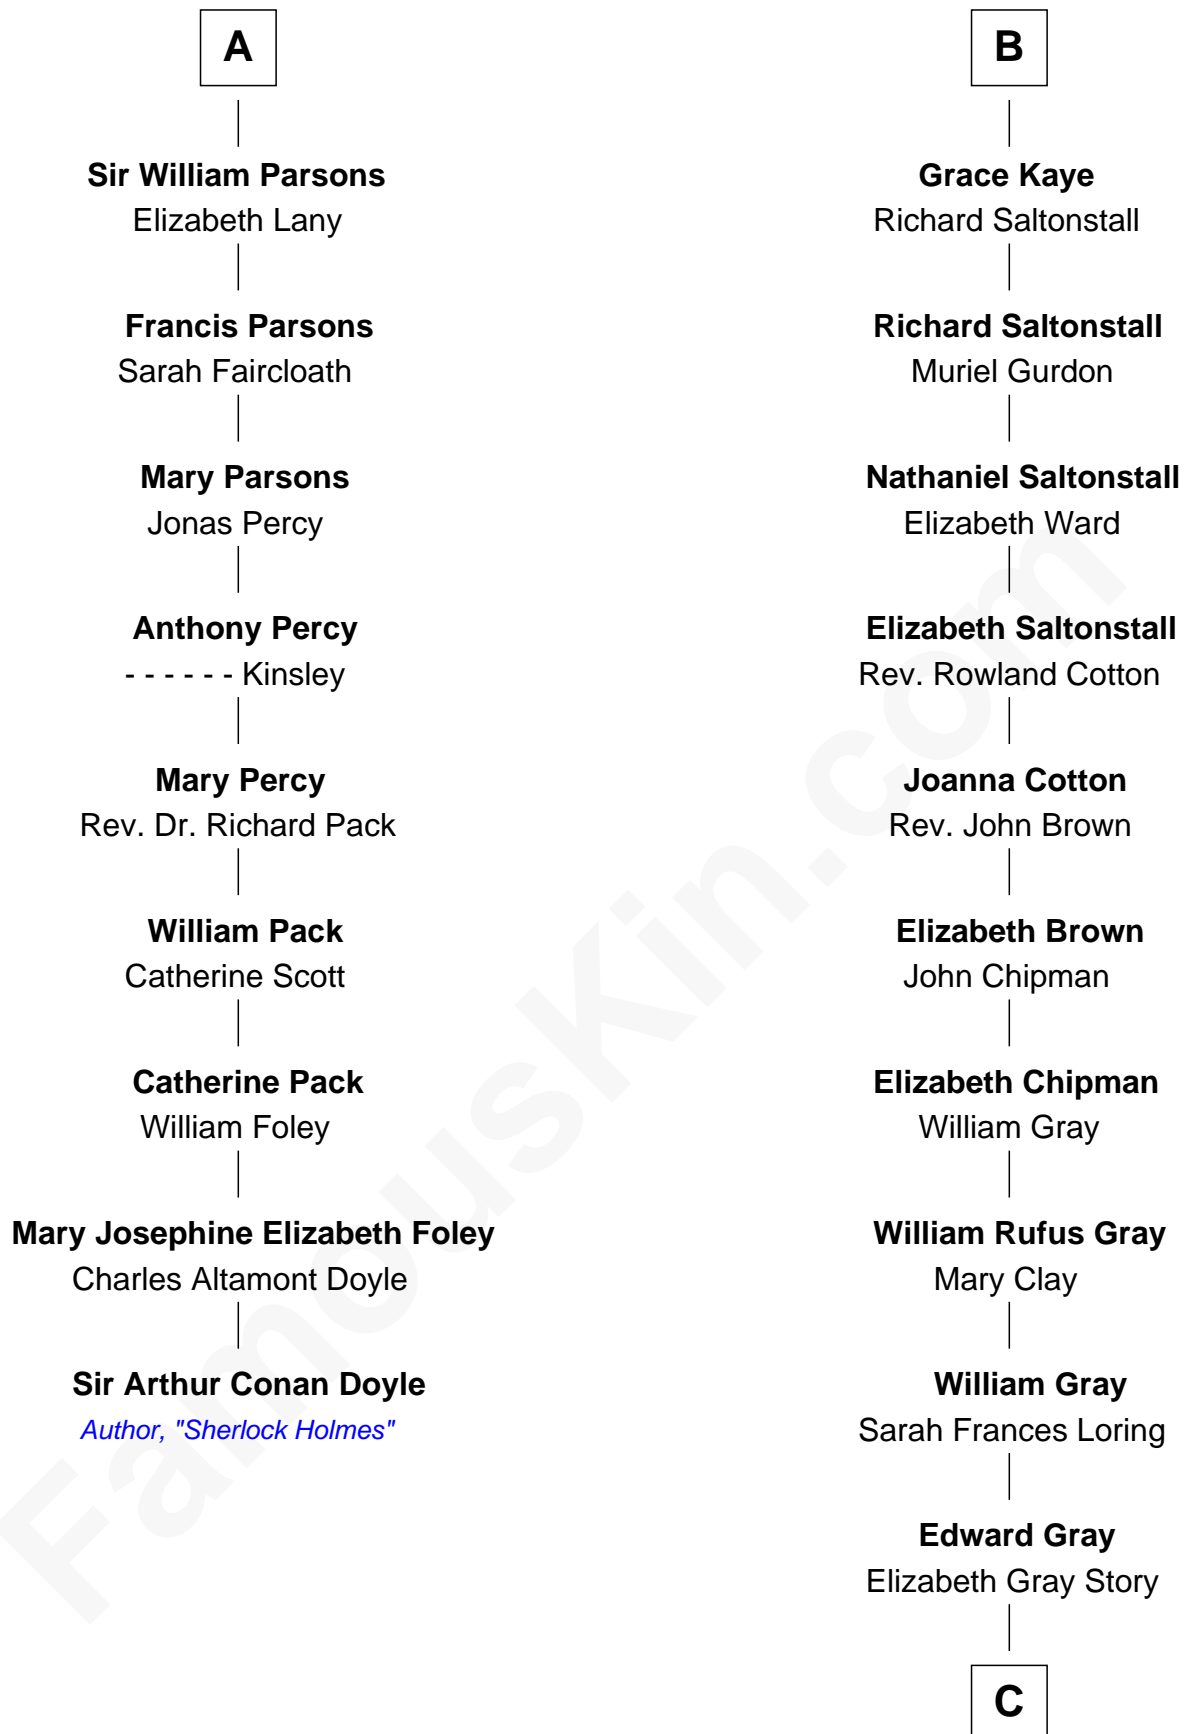 A
Sir William Parsons
Elizabeth Lany
Francis Parsons
Sarah Faircloath
Mary Parsons
Jonas Percy
Anthony Percy
- - - - - - Kinsley
Mary Percy
Rev. Dr. Richard Pack
William Pack
Catherine Scott
Catherine Pack
William Foley
Mary Josephine Elizabeth Foley
Charles Altamont Doyle
Sir Arthur Conan Doyle
Author, "Sherlock Holmes"
B
Grace Kaye
Richard Saltonstall
Richard Saltonstall
Muriel Gurdon
Nathaniel Saltonstall
Elizabeth Ward
Elizabeth Saltonstall
Rev. Rowland Cotton
Joanna Cotton
Rev. John Brown
Elizabeth Brown
John Chipman
Elizabeth Chipman
William Gray
William Rufus Gray
Mary Clay
William Gray
Sarah Frances Loring
Edward Gray
Elizabeth Gray Story
C
FamousKin.com